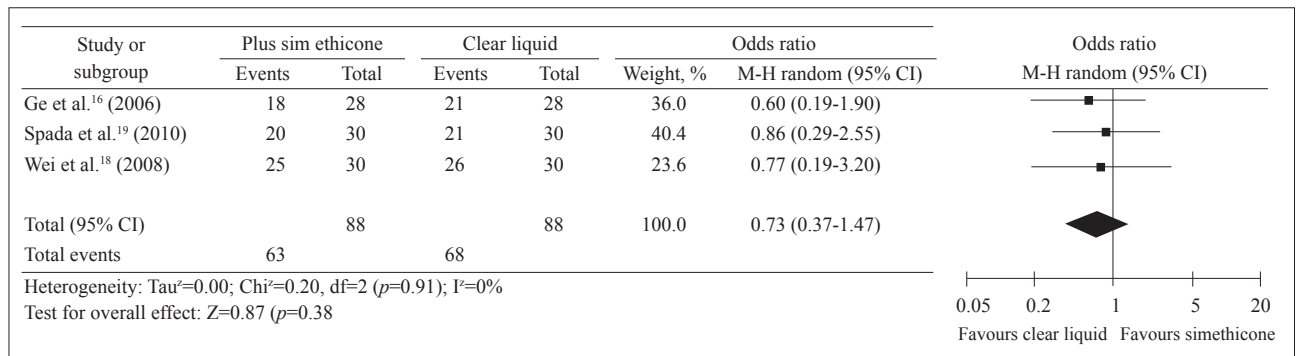 Study or subgroup Plus sim ethicone Clear liquid Odds ratio Odds ratio
Events Total Events Total Weight, % M-H random (95% CI) M-H random (95% CI)
Ge et al.¹⁶ (2006) 18 28 21 28 36.0 0.60 (0.19-1.90)
Spada et al.¹⁹ (2010) 20 30 21 30 40.4 0.86 (0.29-2.55)
Wei et al.¹⁸ (2008) 25 30 26 30 23.6 0.77 (0.19-3.20)
Total (95% CI) 88 88 100.0 0.73 (0.37-1.47)
Total events 63 68
Heterogeneity: Tauᶻ=0.00; Chiᶻ=0.20, df=2 (p=0.91); Iᶻ=0%
Test for overall effect: Z=0.87 (p=0.38
0.05 0.2 1 5 20
Favours clear liquid Favours simethicone